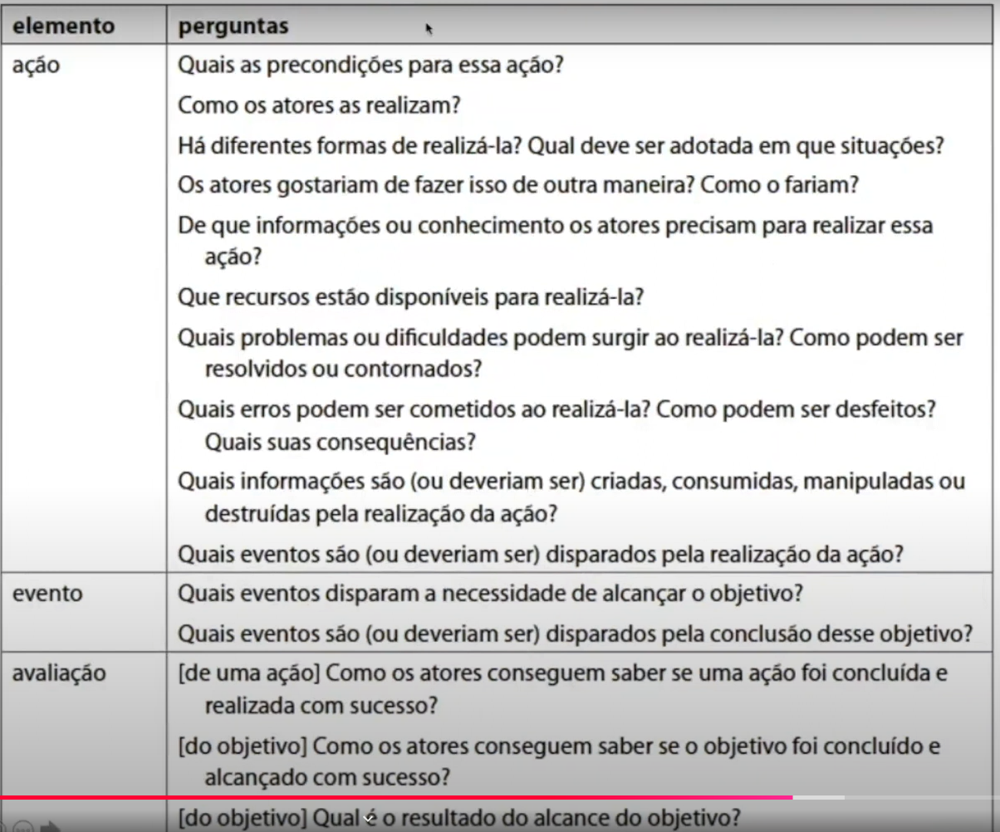 elemento perguntas
ação Quais as precondições para essa ação?
Como os atores as realizam?
Há diferentes formas de realizá-la? Qual deve ser adotada em que situações?
Os atores gostariam de fazer isso de outra maneira? Como o fariam?
De que informações ou conhecimento os atores precisam para realizar essa
ação?
Que recursos estão disponíveis para realizá-la?
Quais problemas ou dificuldades podem surgir ao realizá-la? Como podem ser
resolvidos ou contornados?
Quais erros podem ser cometidos ao realizá-la? Como podem ser desfeitos?
Quais suas consequências?
Quais informações são (ou deveriam ser) criadas, consumidas, manipuladas ou
destruídas pela realização da ação?
Quais eventos são (ou deveriam ser) disparados pela realização da ação?
evento Quais eventos disparam a necessidade de alcançar o objetivo?
Quais eventos são (ou deveriam ser) disparados pela conclusão desse objetivo?
avaliação [de uma ação] Como os atores conseguem saber se uma ação foi concluída e
realizada com sucesso?
[do objetivo] Como os atores conseguem saber se o objetivo foi concluído e
alcançado com sucesso?
[do objetivo] Qual é o resultado do alcance do objetivo?